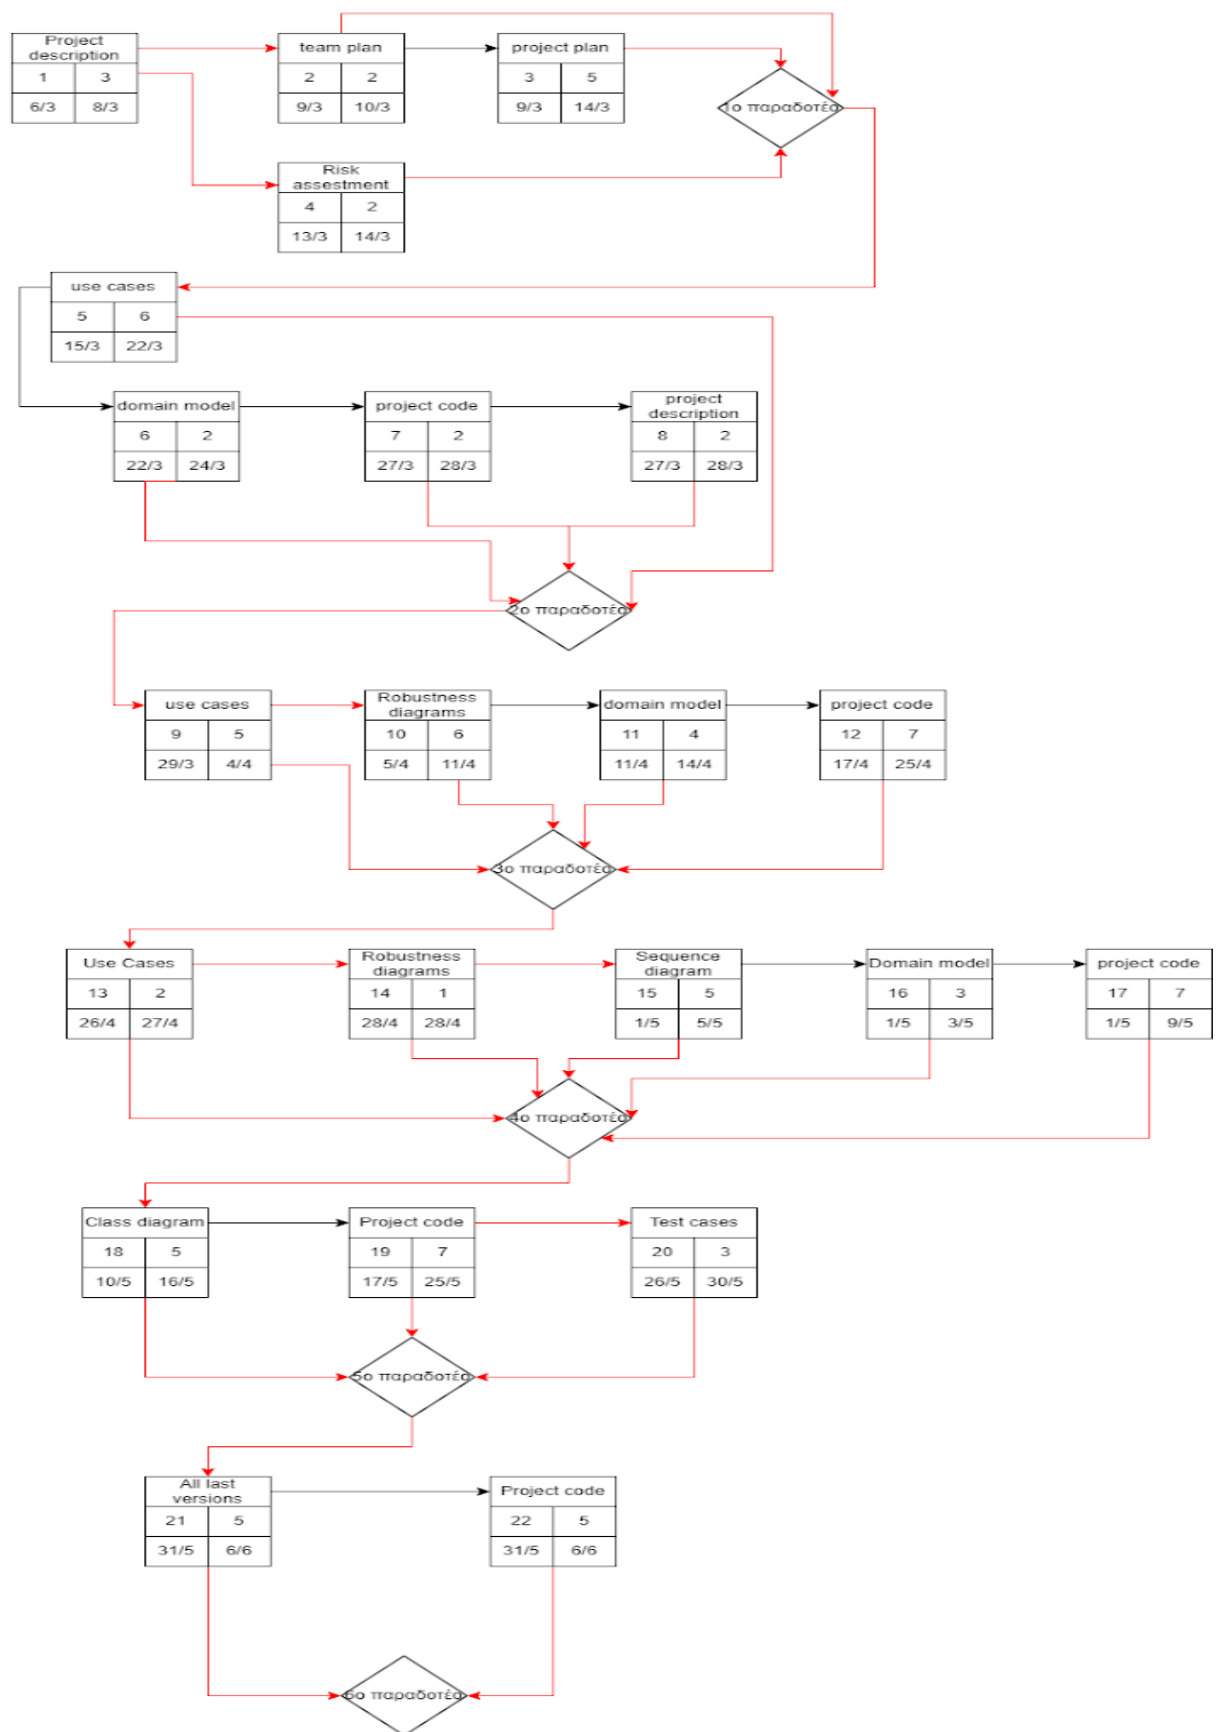 Project
description
1 3
6/3 8/3
team plan
2 2
9/3 10/3
project plan
3 5
9/3 14/3
1ο παραδοτέο
Risk
assestment
4 2
13/3 14/3
use cases
5 6
15/3 22/3
domain model
6 2
22/3 24/3
project code
7 2
27/3 28/3
project
description
8 2
27/3 28/3
2ο παραδοτέο
use cases
9 5
29/3 4/4
Robustness
diagrams
10 6
5/4 11/4
domain model
11 4
11/4 14/4
project code
12 7
17/4 25/4
3ο παραδοτέο
Use Cases
13 2
26/4 27/4
Robustness
diagrams
14 1
28/4 28/4
Sequence
diagram
15 5
1/5 5/5
Domain model
16 3
1/5 3/5
project code
17 7
1/5 9/5
4ο παραδοτέο
Class diagram
18 5
10/5 16/5
Project code
19 7
17/5 25/5
Test cases
20 3
26/5 30/5
5ο παραδοτέο
All last
versions
21 5
31/5 6/6
Project code
22 5
31/5 6/6
6ο παραδοτέο